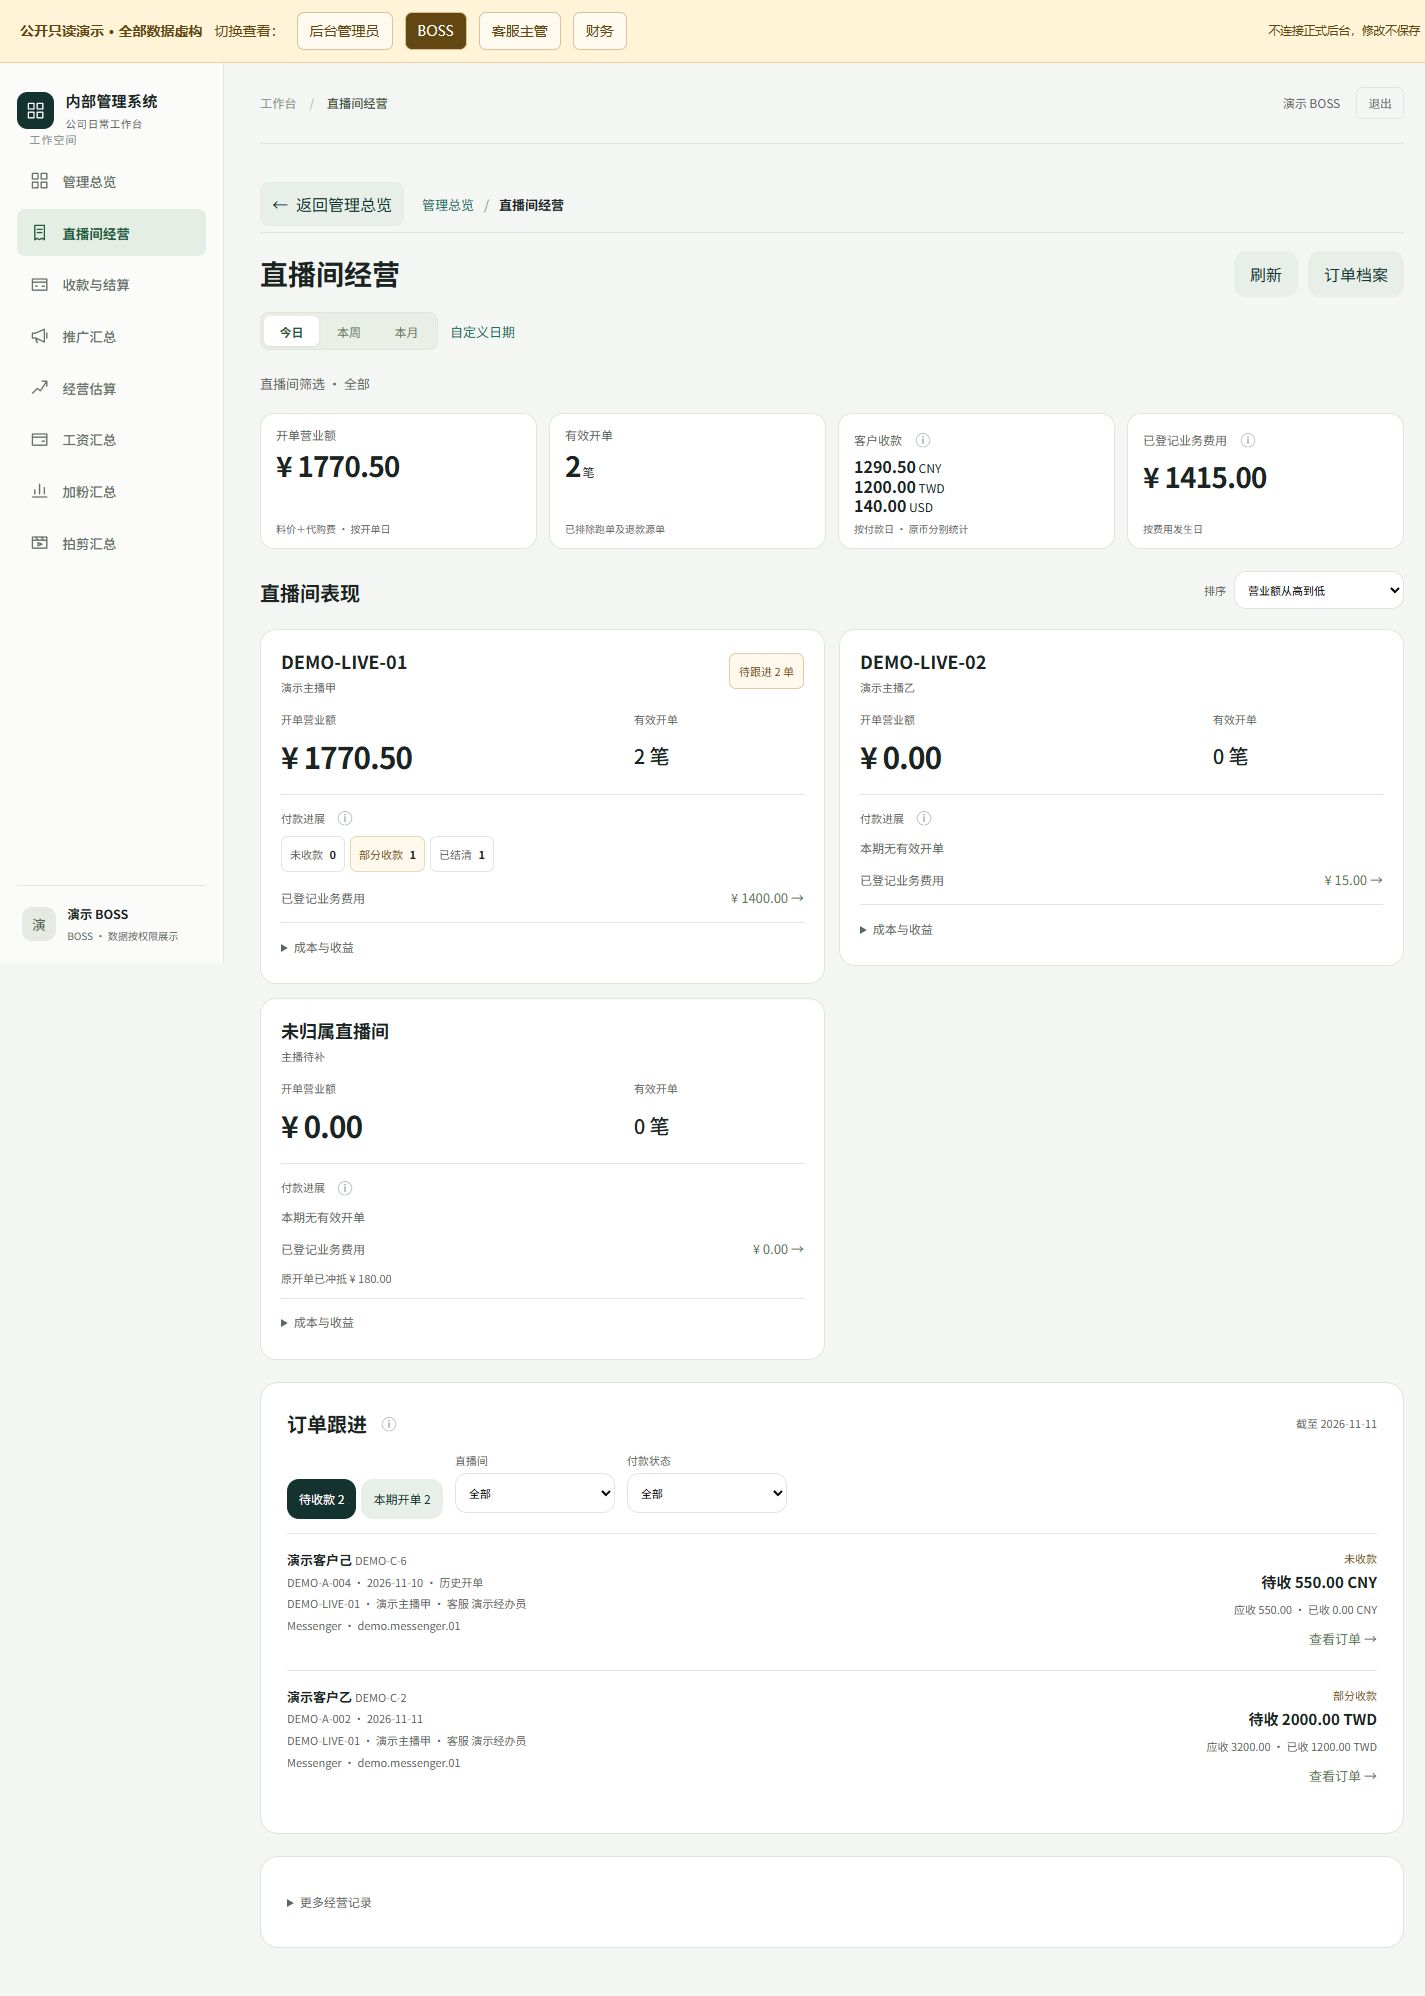 公开只读演示 • 全部数据虚构 切换查看： 后台管理员 BOSS 客服主管 财务 不连接正式后台，修改不保存
内部管理系统
公司日常工作台
工作空间
管理总览
直播间经营
收款与结算
推广汇总
经营估算
工资汇总
加粉汇总
拍剪汇总
演 演示 BOSS
BOSS · 数据按权限展示
工作台 / 直播间经营 演示 BOSS 退出
← 返回管理总览 管理总览 / 直播间经营
直播间经营 刷新 订单档案
今日 本周 本月 自定义日期
直播间筛选 · 全部
开单营业额
¥ 1770.50
料价＋代购费 · 按开单日
有效开单
2 笔
已排除跑单及退款源单
客户收款 ⓘ
1290.50 CNY
1200.00 TWD
140.00 USD
按付款日 · 原币分别统计
已登记业务费用 ⓘ
¥ 1415.00
按费用发生日
直播间表现 排序 营业额从高到低
DEMO-LIVE-01 待跟进 2 单
演示主播甲
开单营业额 有效开单
¥ 1770.50 2 笔
付款进展 ⓘ
未收款 0 部分收款 1 已结清 1
已登记业务费用 ¥ 1400.00 →
▶ 成本与收益
DEMO-LIVE-02
演示主播乙
开单营业额 有效开单
¥ 0.00 0 笔
付款进展 ⓘ
本期无有效开单
已登记业务费用 ¥ 15.00 →
▶ 成本与收益
未归属直播间
主播待补
开单营业额 有效开单
¥ 0.00 0 笔
付款进展 ⓘ
本期无有效开单
已登记业务费用 ¥ 0.00 →
原开单已冲抵 ¥ 180.00
▶ 成本与收益
订单跟进 ⓘ 截至 2026-11-11
直播间 付款状态
待收款 2 本期开单 2 全部 全部
演示客户己 DEMO-C-6 未收款
DEMO-A-004 · 2026-11-10 · 历史开单 待收 550.00 CNY
DEMO-LIVE-01 · 演示主播甲 · 客服 演示经办员 应收 550.00 · 已收 0.00 CNY
Messenger · demo.messenger.01 查看订单 →
演示客户乙 DEMO-C-2 部分收款
DEMO-A-002 · 2026-11-11 待收 2000.00 TWD
DEMO-LIVE-01 · 演示主播甲 · 客服 演示经办员 应收 3200.00 · 已收 1200.00 TWD
Messenger · demo.messenger.01 查看订单 →
▶ 更多经营记录